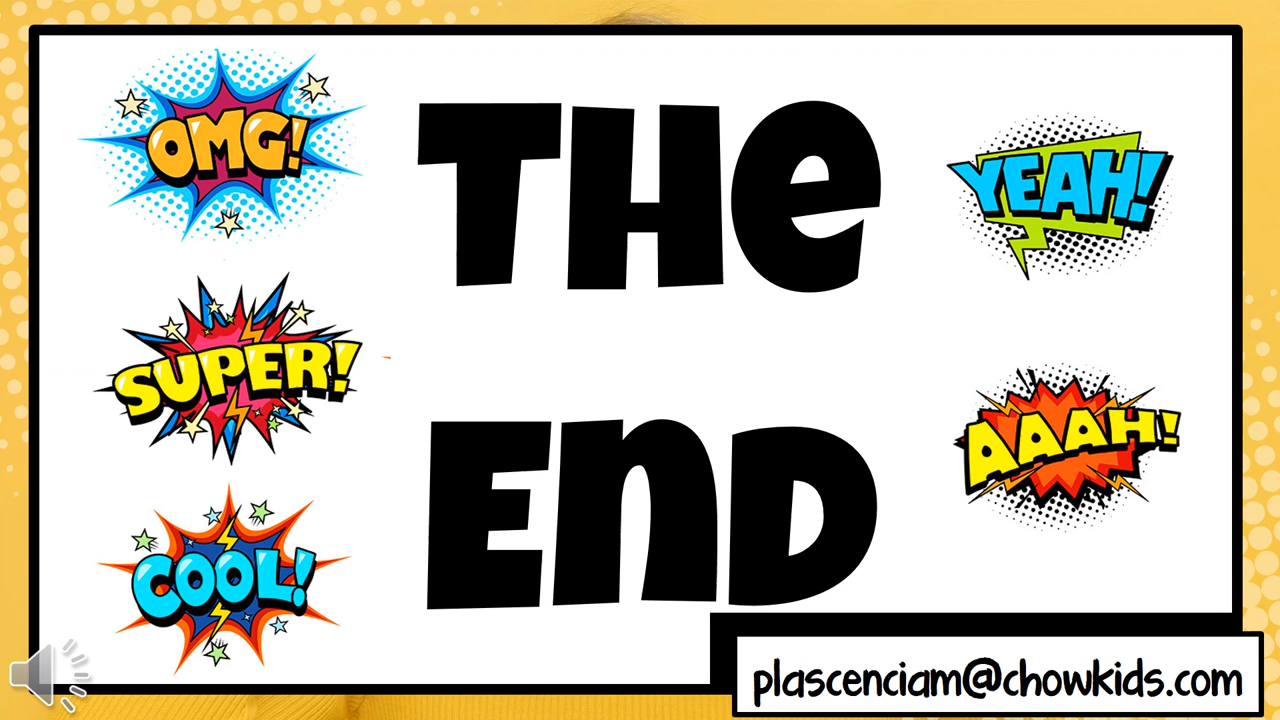 OMG!
THe
YEAH!
SUPER!
END
AAAH!
COOL!
plascenciam@chowkids.com